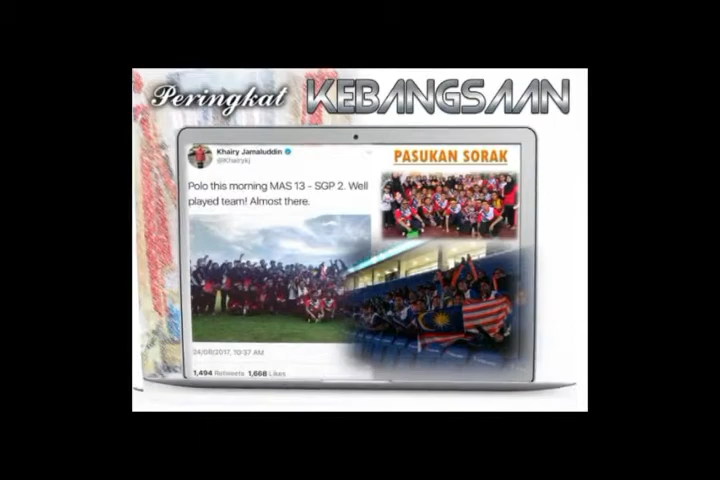 Peringkat KEBANGSAAN
Khairy Jamaluddin
@Khairykj
PASUKAN SORAK
Polo this morning MAS 13 - SGP 2. Well
played team! Almost there.
24/08/2017, 10:37 AM
1,494 Retweets 1,668 Likes